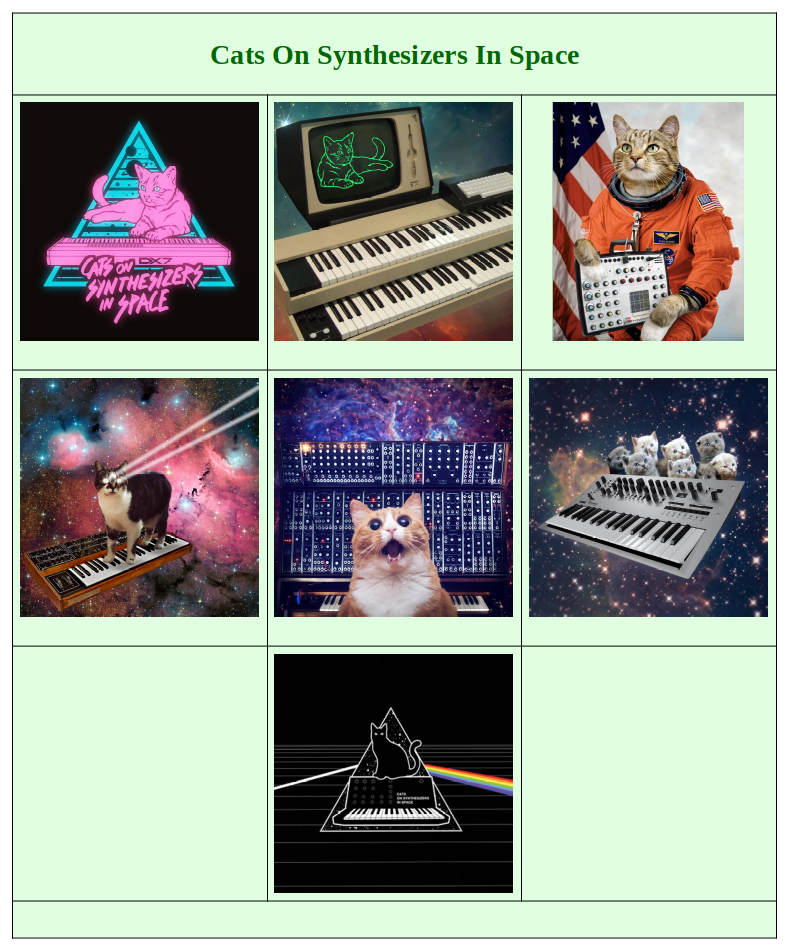 Cats On Synthesizers In Space
CATS ON
DX7
SYNTHESIZERS
IN SPACE
CATS
ON SYNTHESIZERS
IN SPACE